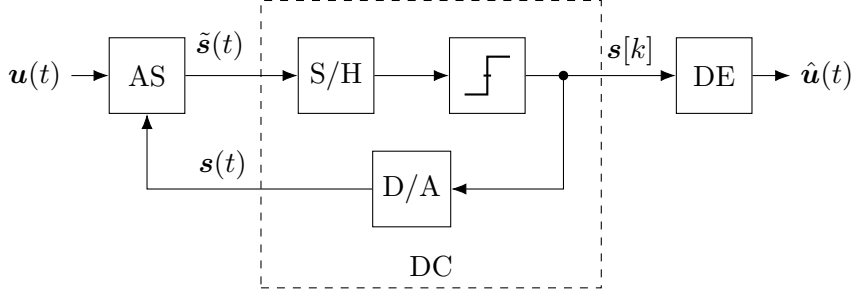 𝒖(t) AS 𝒔̃(t) S/H 𝒔[k] DE 𝒖̂(t)
𝒔(t) D/A
DC